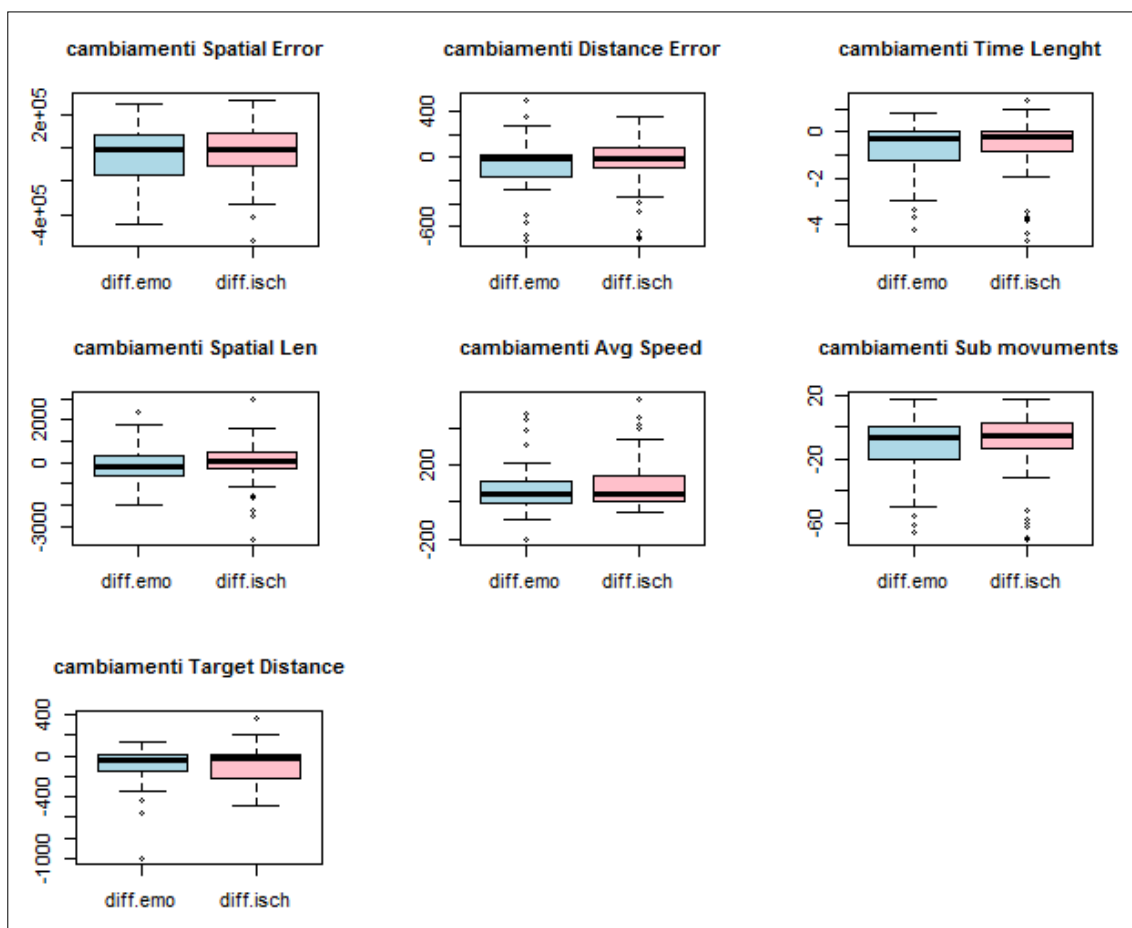 cambiamenti Spatial Error
2e+05
-4e+05
diff.emo diff.isch
cambiamenti Distance Error
400
0
-600
diff.emo diff.isch
cambiamenti Time Lenght
0
-2
-4
diff.emo diff.isch
cambiamenti Spatial Len
2000
0
-3000
diff.emo diff.isch
cambiamenti Avg Speed
200
-200
diff.emo diff.isch
cambiamenti Sub movuments
20
-20
-60
diff.emo diff.isch
cambiamenti Target Distance
400
0
-400
-1000
diff.emo diff.isch